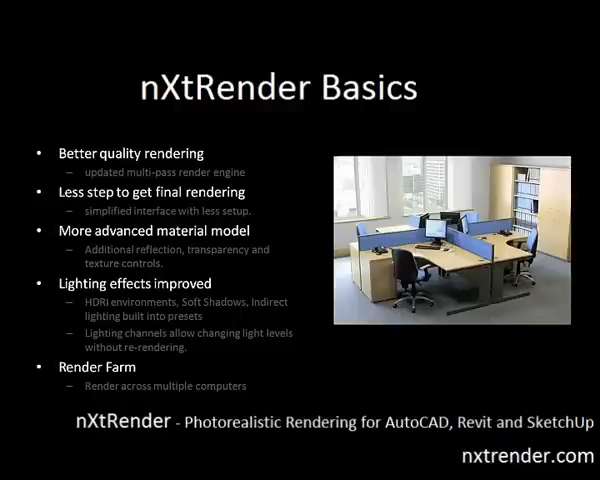 nXtRender Basics
• Better quality rendering
– updated multi-pass render engine
• Less step to get final rendering
– simplified interface with less setup.
• More advanced material model
– Additional reflection, transparency and
texture controls.
• Lighting effects improved
– HDRI environments, Soft Shadows, Indirect
lighting built into presets
– Lighting channels allow changing light levels
without re-rendering.
• Render Farm
– Render across multiple computers
nXtRender - Photorealistic Rendering for AutoCAD, Revit and SketchUp
nxtrender.com